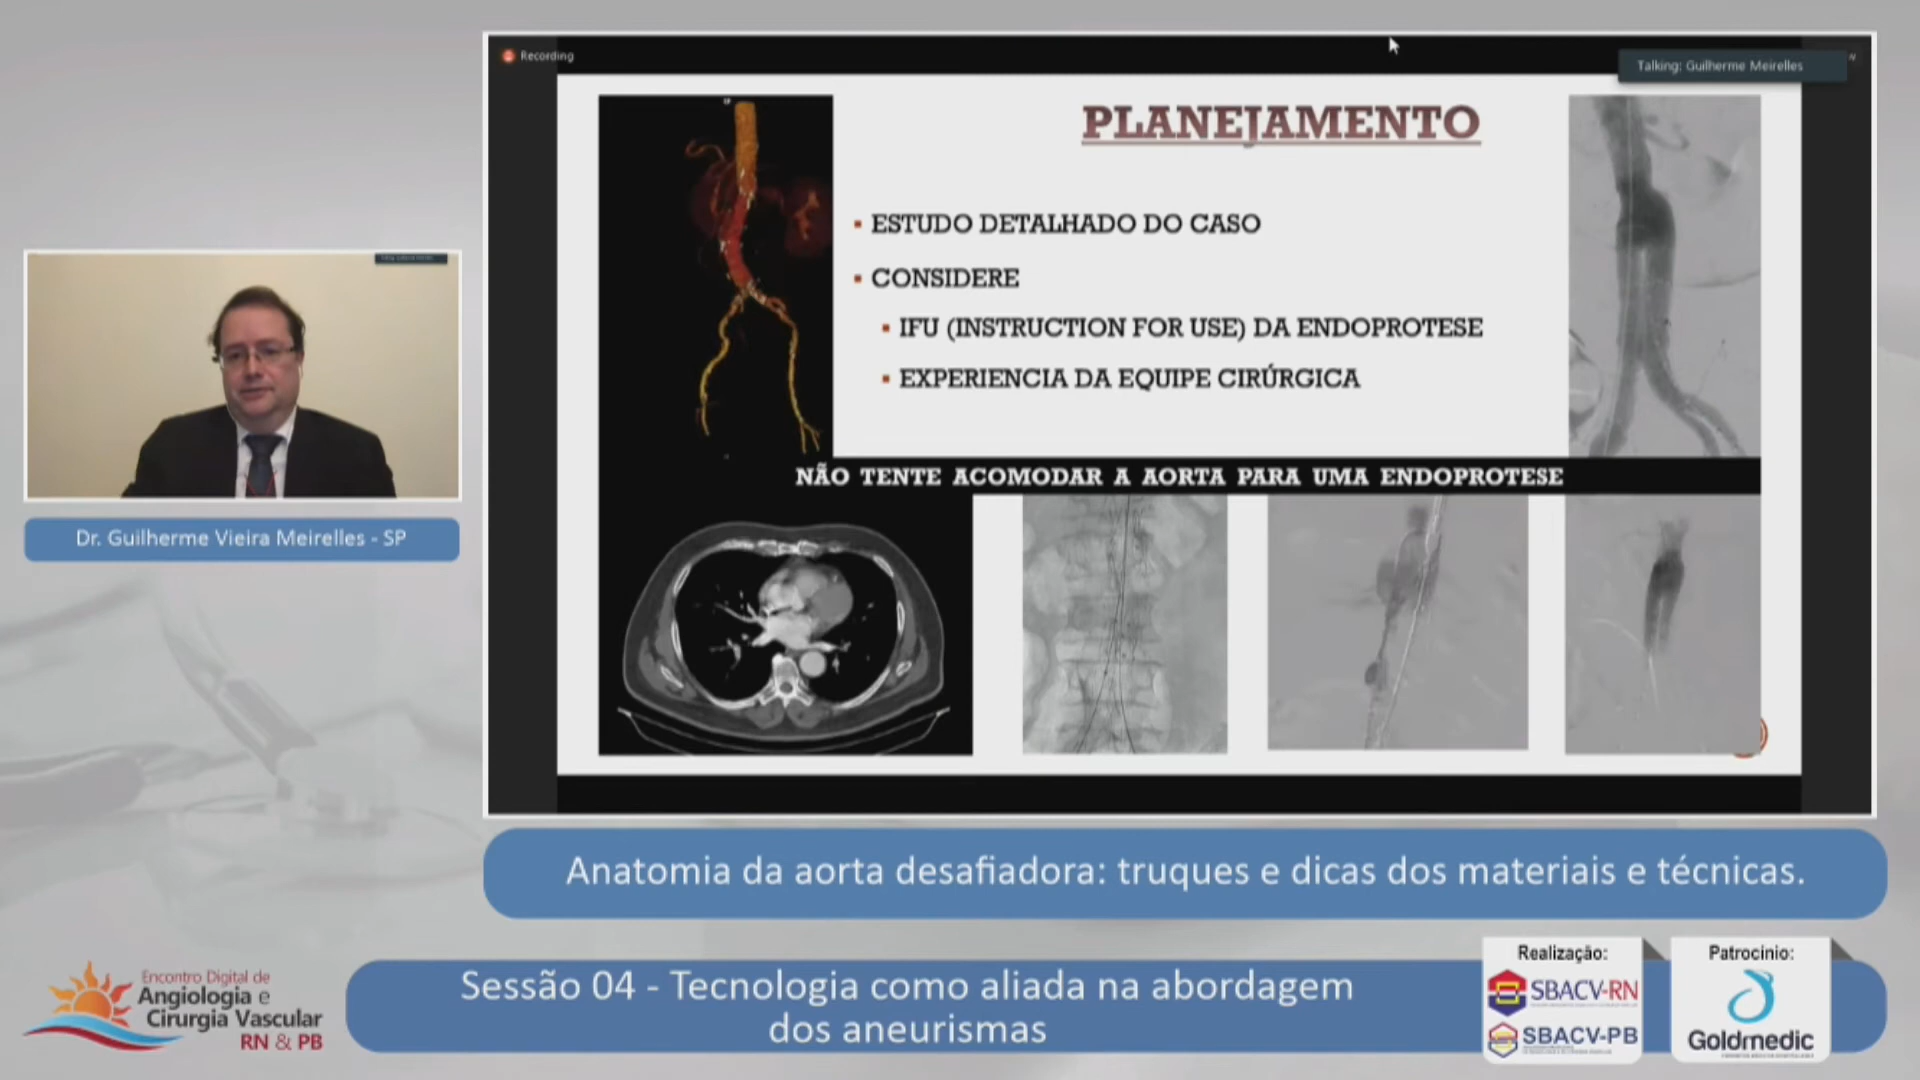 Recording
Talking: Guilherme Meirelles
PLANEJAMENTO
ESTUDO DETALHADO DO CASO
CONSIDERE
IFU (INSTRUCTION FOR USE) DA ENDOPROTESE
EXPERIENCIA DA EQUIPE CIRÚRGICA
NÃO TENTE ACOMODAR A AORTA PARA UMA ENDOPROTESE
Dr. Guilherme Vieira Meirelles - SP
Anatomia da aorta desafiadora: truques e dicas dos materiais e técnicas.
Sessão 04 - Tecnologia como aliada na abordagem
dos aneurismas
Encontro Digital de
Angiologia e
Cirurgia Vascular
RN & PB
Realização:
SBACV-RN
SBACV-PB
Patrocínio:
Goldmedic